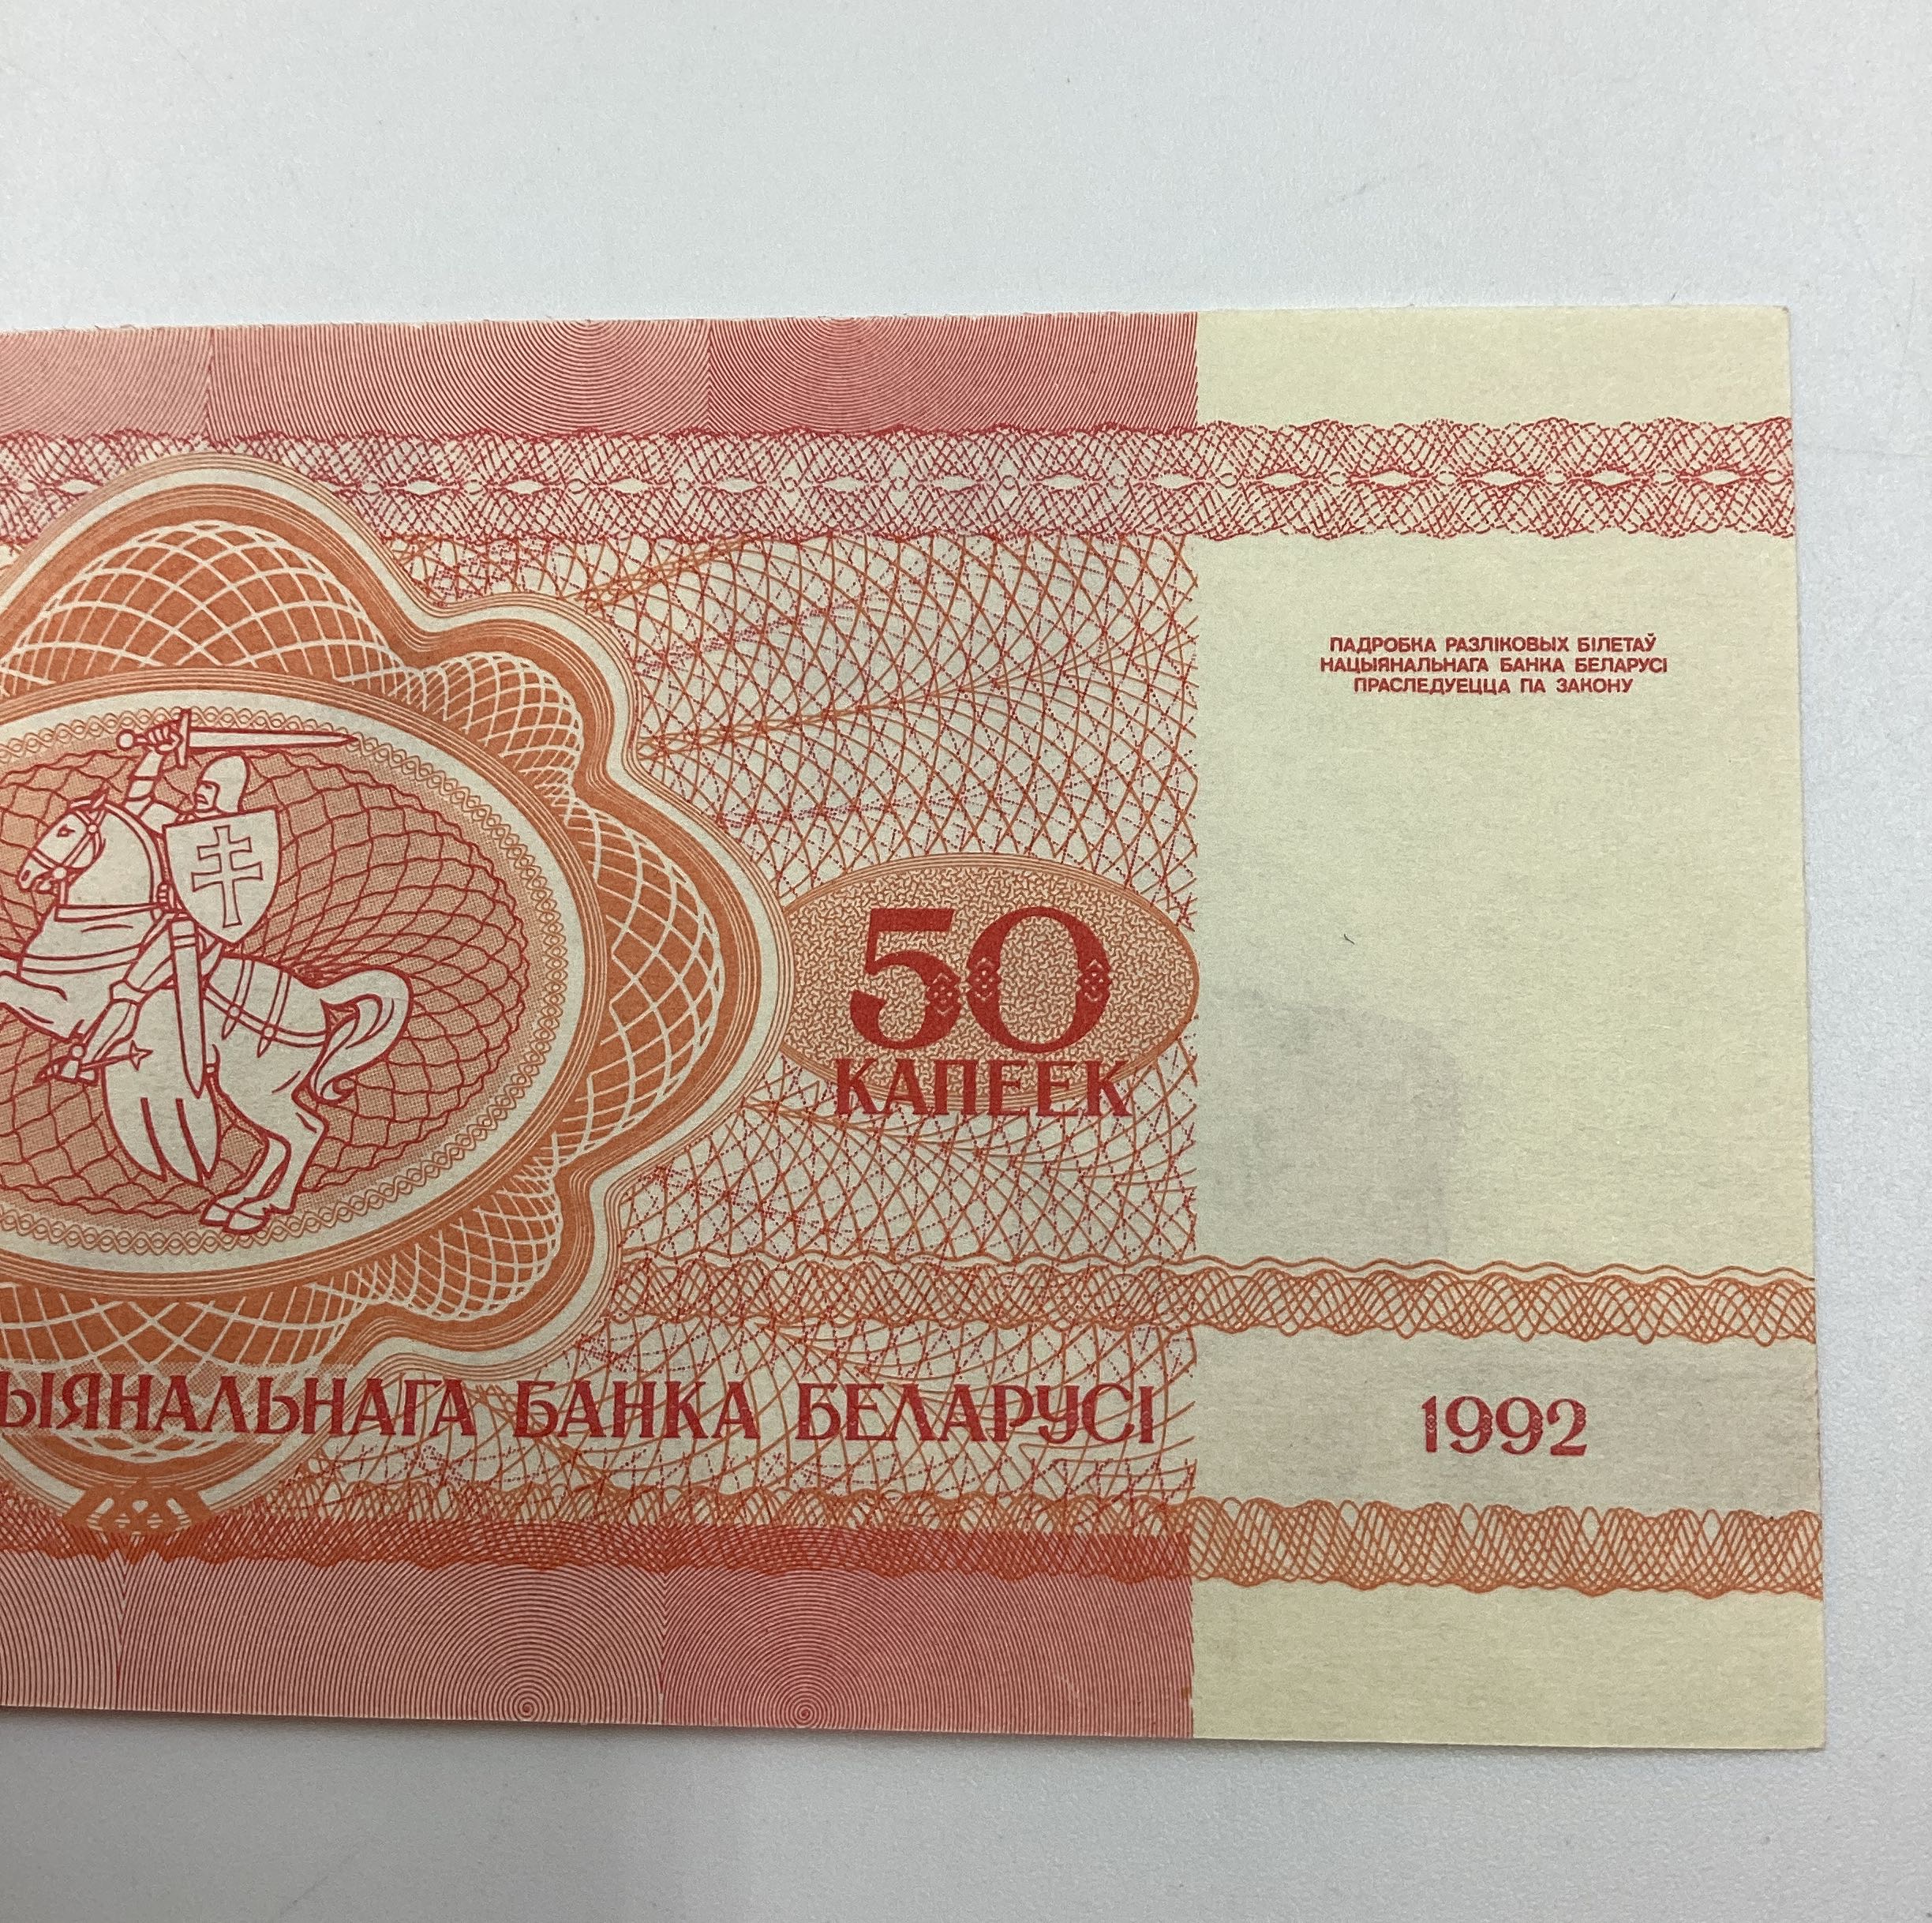 ПАДРОБКА РАЗЛІКОВЫХ БІЛЕТАЎ
НАЦЫЯНАЛЬНАГА БАНКА БЕЛАРУСІ
ПРАСЛЕДУЕЦЦА ПА ЗАКОНУ
50
КАПЕЕК
ЫЯНАЛЬНАГА БАНКА БЕЛАРУСІ
1992